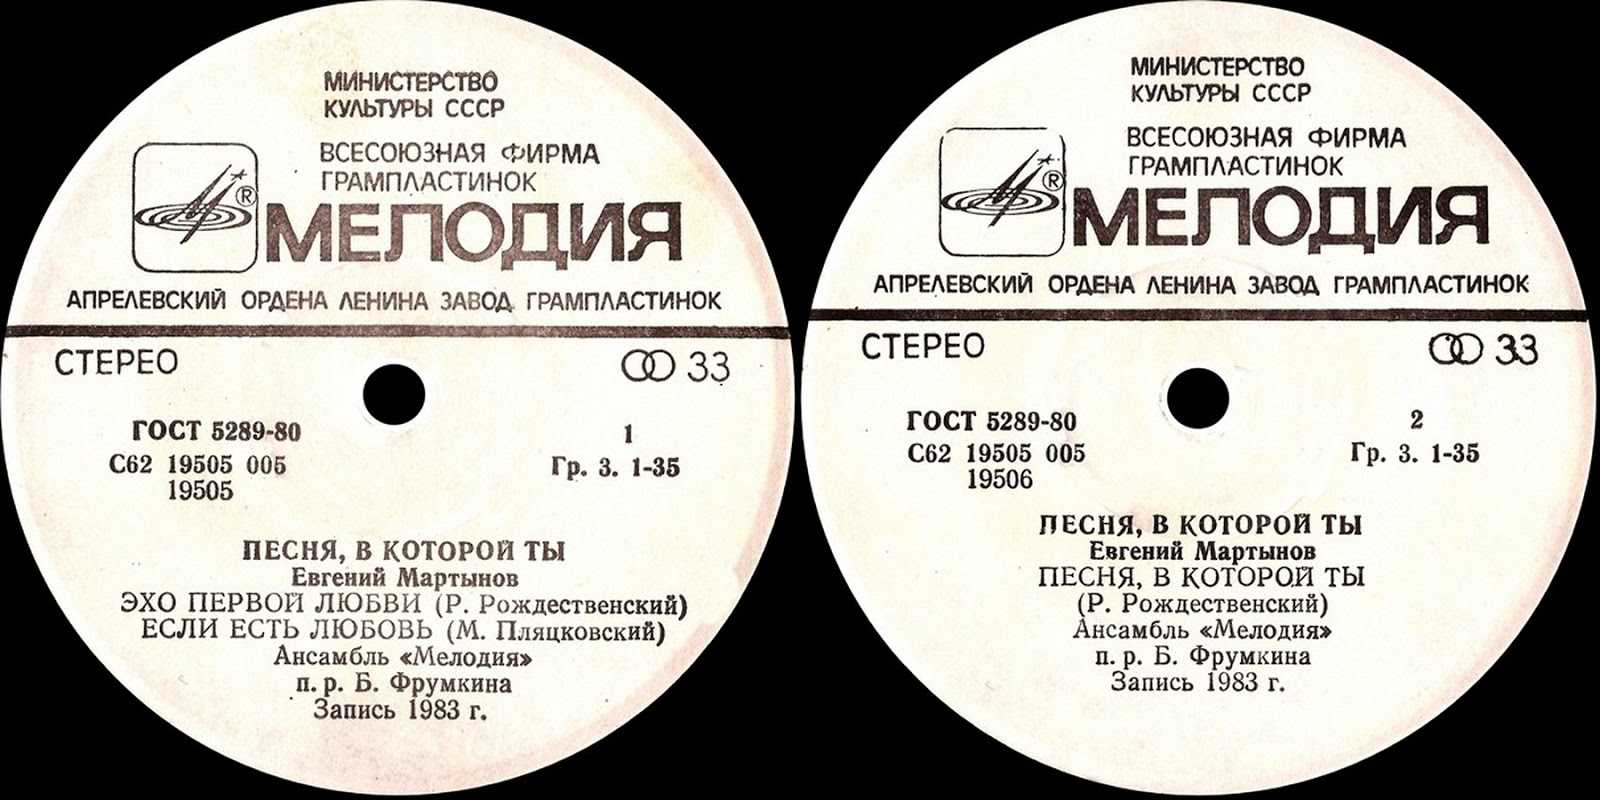 МИНИСТЕРСТВО
КУЛЬТУРЫ СССР
ВСЕСОЮЗНАЯ ФИРМА
ГРАМПЛАСТИНОК
®
МЕЛОДИЯ
АПРЕЛЕВСКИЙ ОРДЕНА ЛЕНИНА ЗАВОД ГРАМПЛАСТИНОК
СТЕРЕО 33
ГОСТ 5289-80 1
С62 19505 005 Гр. 3. 1-35
19505
ПЕСНЯ, В КОТОРОЙ ТЫ
Евгений Мартынов
ЭХО ПЕРВОЙ ЛЮБВИ (Р. Рождественский)
ЕСЛИ ЕСТЬ ЛЮБОВЬ (М. Пляцковский)
Ансамбль «Мелодия»
п. р. Б. Фрумкина
Запись 1983 г.
МИНИСТЕРСТВО
КУЛЬТУРЫ СССР
ВСЕСОЮЗНАЯ ФИРМА
ГРАМПЛАСТИНОК
®
МЕЛОДИЯ
АПРЕЛЕВСКИЙ ОРДЕНА ЛЕНИНА ЗАВОД ГРАМПЛАСТИНОК
СТЕРЕО 33
ГОСТ 5289-80 2
С62 19505 005 Гр. 3. 1-35
19506
ПЕСНЯ, В КОТОРОЙ ТЫ
Евгений Мартынов
ПЕСНЯ, В КОТОРОЙ ТЫ
(Р. Рождественский)
Ансамбль «Мелодия»
п. р. Б. Фрумкина
Запись 1983 г.